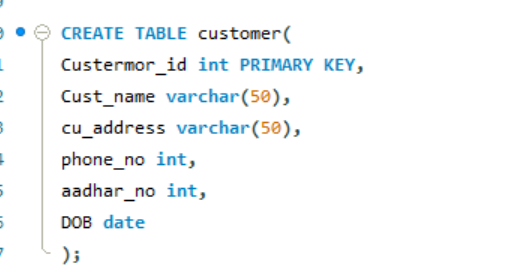 CREATE TABLE customer(
Custermor_id int PRIMARY KEY,
Cust_name varchar(50),
cu_address varchar(50),
phone_no int,
aadhar_no int,
DOB date
);